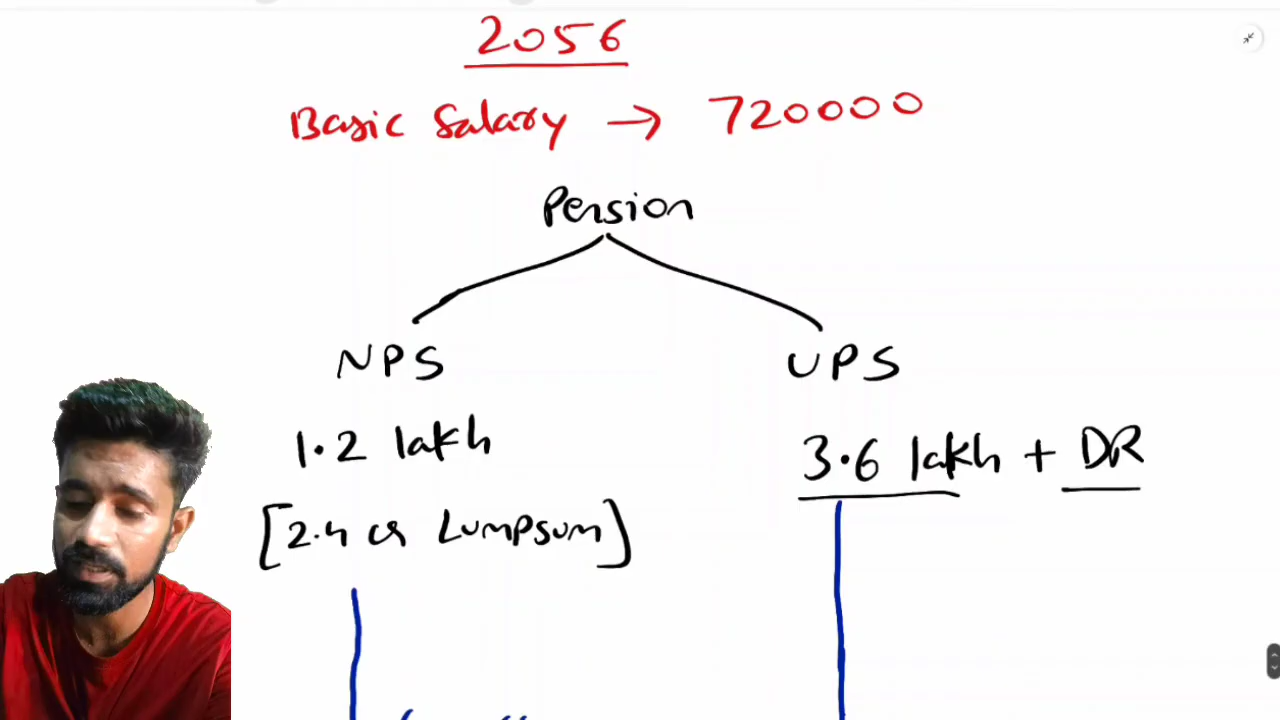 2056
Basic Salary → 720000
Pension
NPS
UPS
1.2 lakh
3.6 lakh + DR
[2.4 cr Lumpsum]